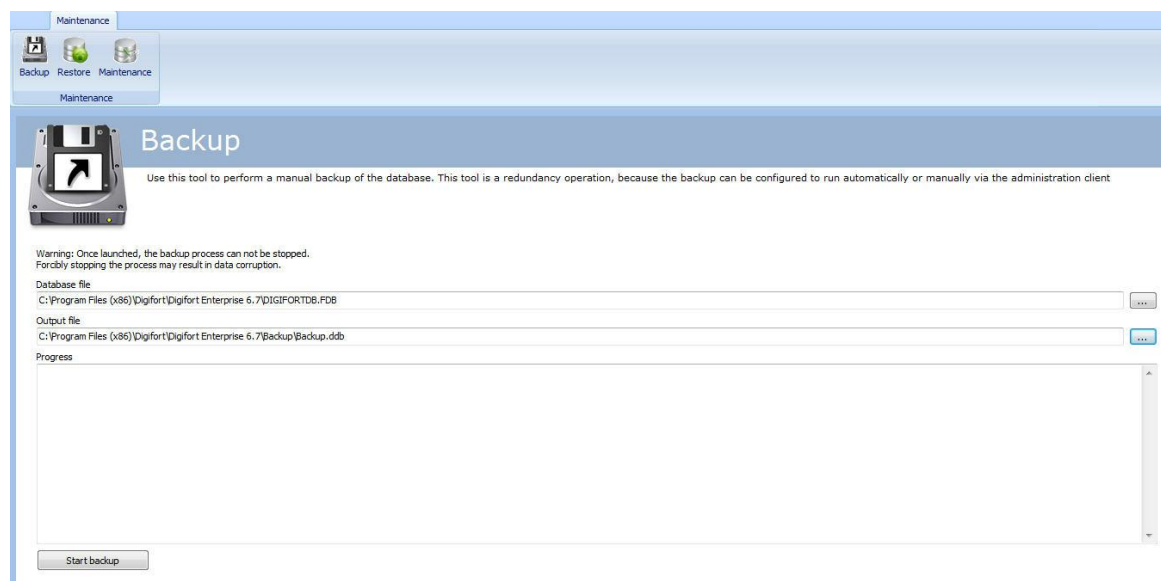 Maintenance
Backup Restore Maintenance
Maintenance
Backup
Use this tool to perform a manual backup of the database. This tool is a redundancy operation, because the backup can be configured to run automatically or manually via the administration client
Warning: Once launched, the backup process can not be stopped.
Forcibly stopping the process may result in data corruption.
Database file
C:\Program Files (x86)\Digifort\Digifort Enterprise 6.7\DIGIFORTDB.FDB
...
Output file
C:\Program Files (x86)\Digifort\Digifort Enterprise 6.7\Backup\Backup.ddb
...
Progress
Start backup